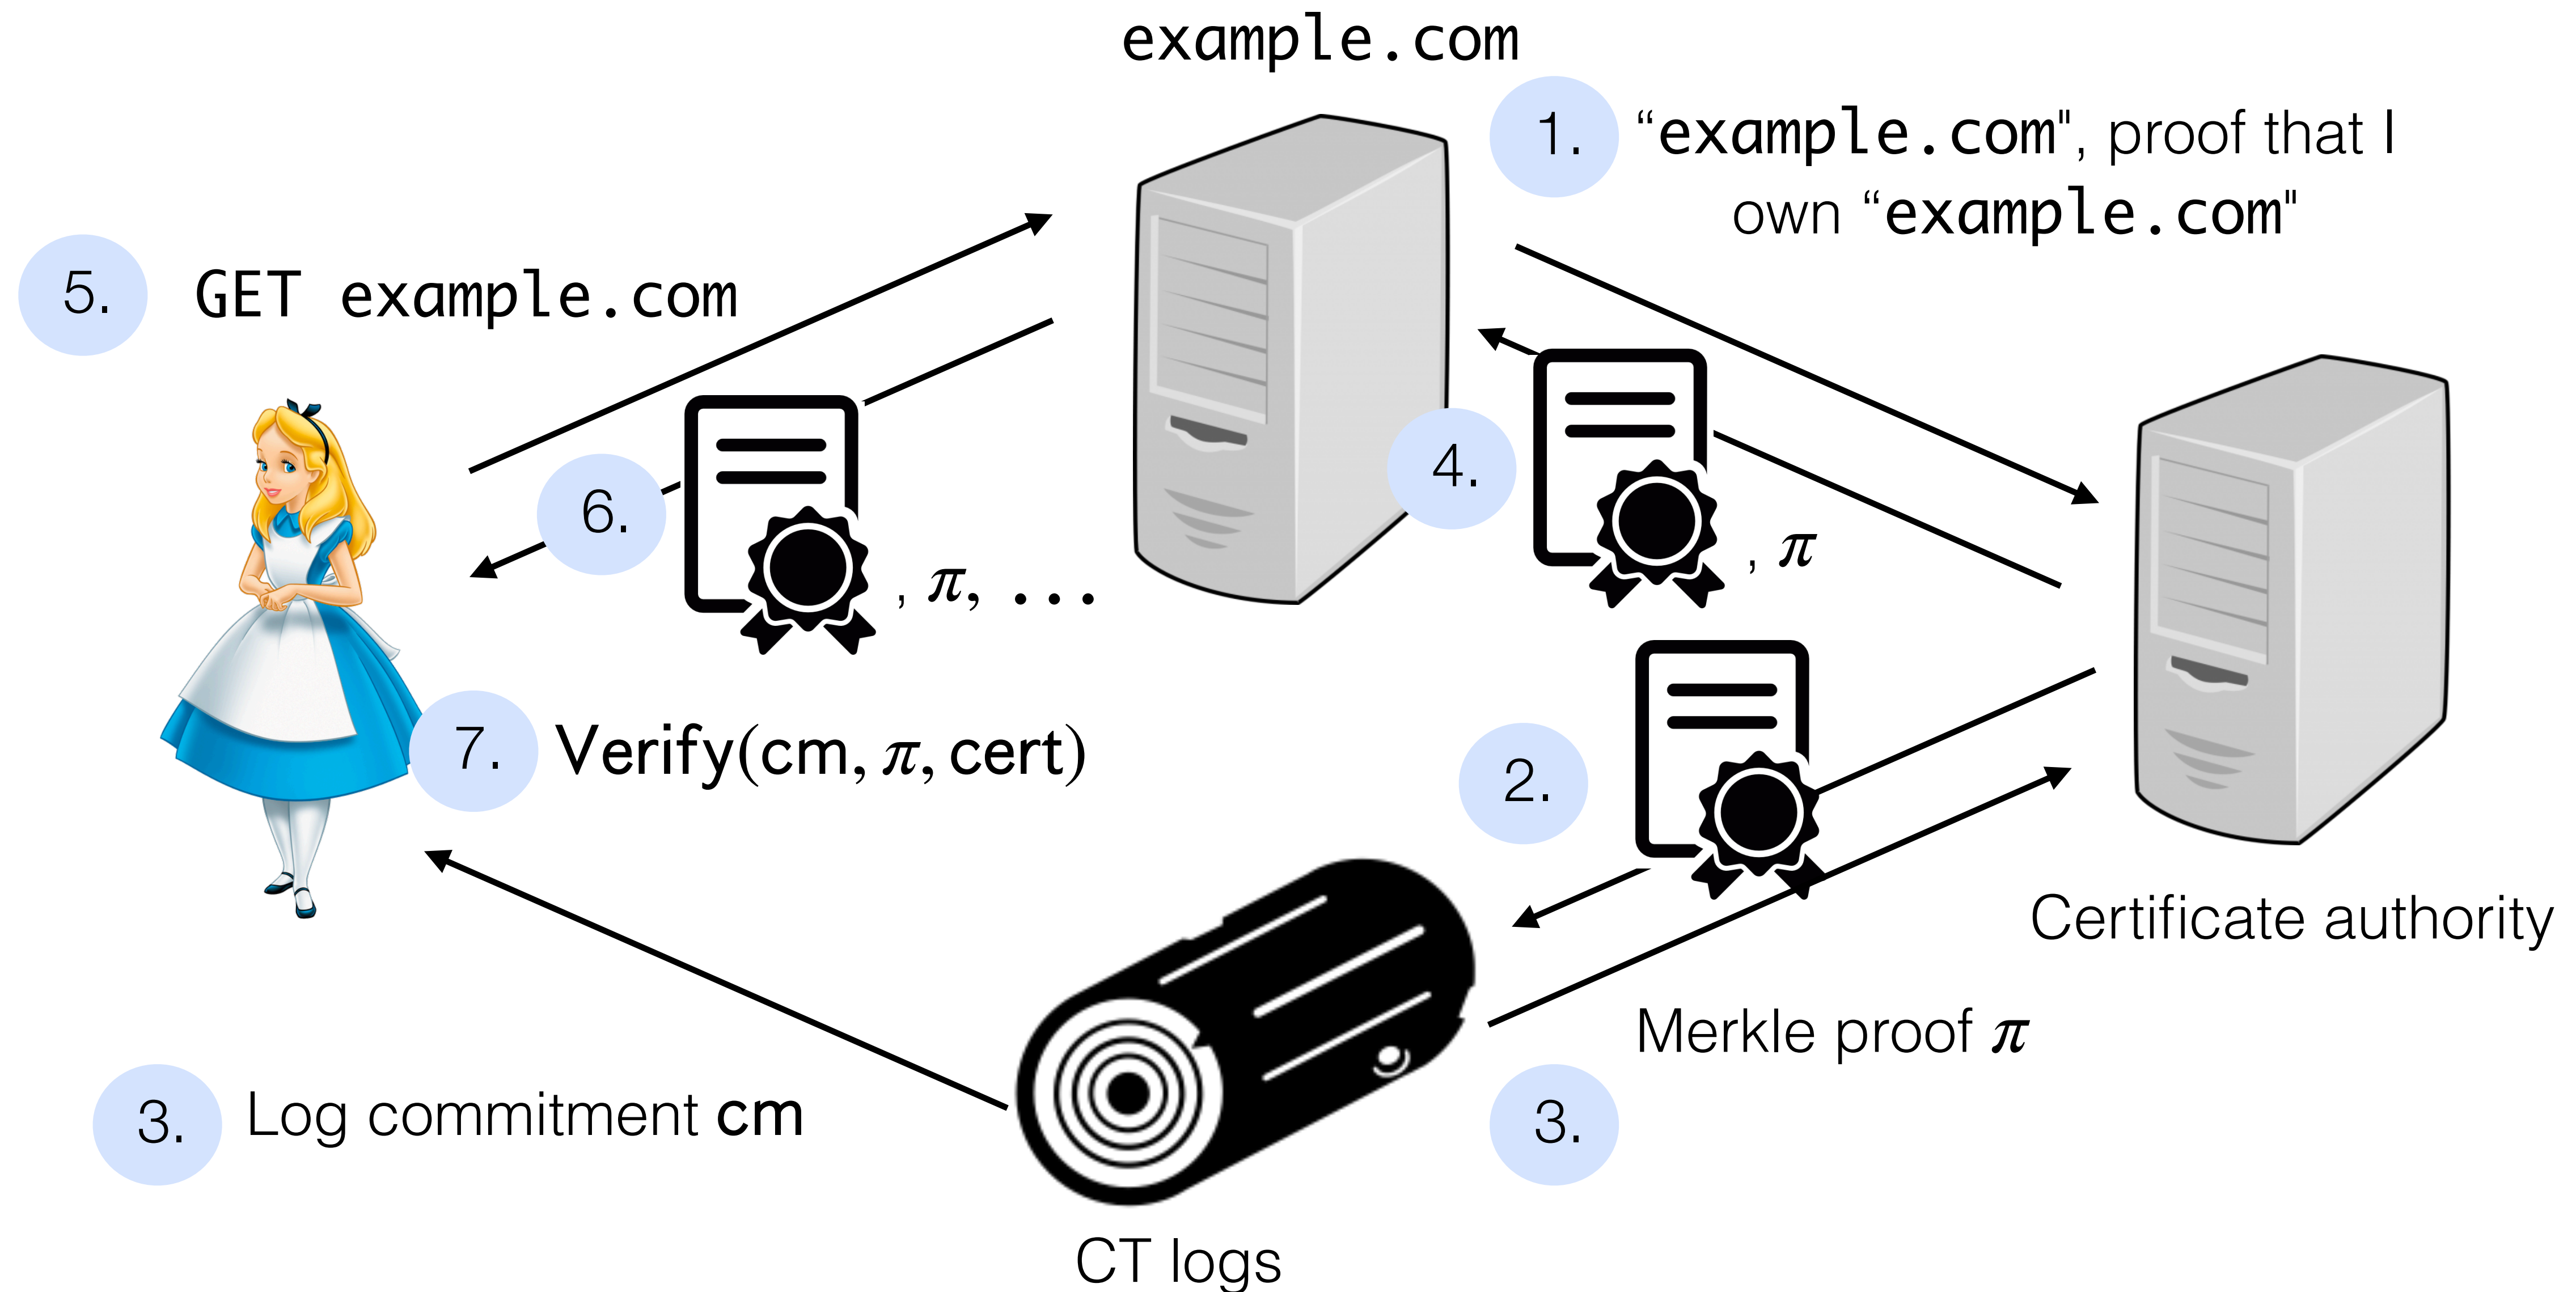 example.com
1. “example.com", proof that I
own “example.com"
5. GET example.com
4. , π
6. , π, ...
7. Verify(cm, π, cert)
2.
Certificate authority
Merkle proof π
3. Log commitment cm
3.
CT logs